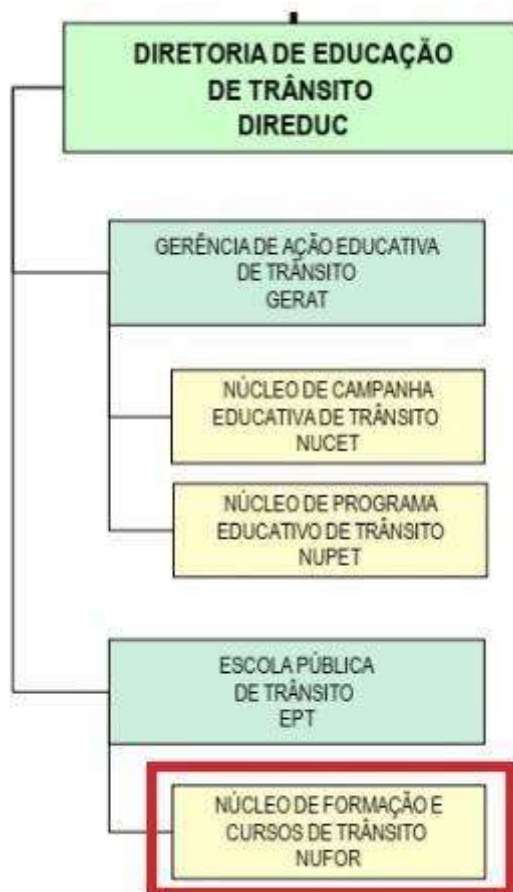 DIRETORIA DE EDUCAÇÃO
DE TRÂNSITO
DIREDUC
GERÊNCIA DE AÇÃO EDUCATIVA
DE TRÂNSITO
GERAT
NÚCLEO DE CAMPANHA
EDUCATIVA DE TRÂNSITO
NUCET
NÚCLEO DE PROGRAMA
EDUCATIVO DE TRÂNSITO
NUPET
ESCOLA PÚBLICA
DE TRÂNSITO
EPT
NÚCLEO DE FORMAÇÃO E
CURSOS DE TRÂNSITO
NUFOR